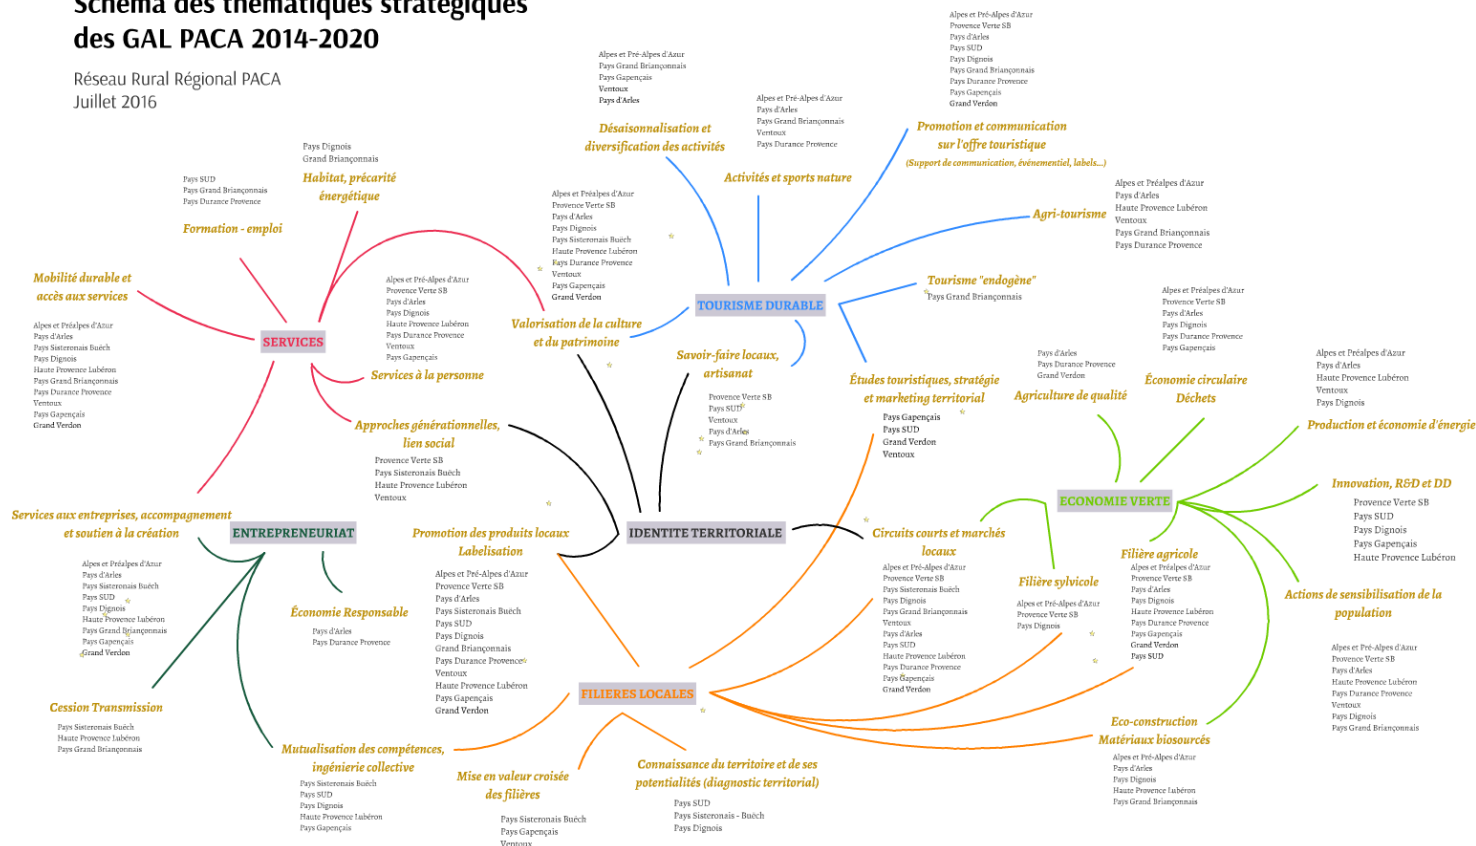 Schéma des thématiques stratégiques
des GAL PACA 2014-2020
Réseau Rural Régional PACA
Juillet 2016
SERVICES
Pays Dignois
Grand Briançonnais
Habitat, précarité
énergétique
Pays SUD
Pays Grand Briançonnais
Pays Durance Provence
Formation - emploi
Mobilité durable et
accès aux services
Alpes et Préalpes d'Azur
Pays d'Arles
Pays Sisteronais Buëch
Pays Dignois
Haute Provence Lubéron
Pays Grand Briançonnais
Pays Durance Provence
Ventoux
Pays Gapençais
Grand Verdon
Alpes et Pré-Alpes d'Azur
Provence Verte SB
Pays d'Arles
Pays Dignois
Haute Provence Lubéron
Pays Durance Provence
Ventoux
Pays Gapençais
Services à la personne
Approches générationnelles,
lien social
Provence Verte SB
Pays Sisteronais Buëch
Haute Provence Lubéron
Ventoux
TOURISME DURABLE
Alpes et Pré-Alpes d'Azur
Pays Grand Briançonnais
Pays Gapençais
Ventoux
Pays d'Arles
Désaisonnalisation et
diversification des activités
Alpes et Pré-Alpes d'Azur
Pays d'Arles
Pays Grand Briançonnais
Ventoux
Pays Durance Provence
Activités et sports nature
Alpes et Pré-Alpes d'Azur
Provence Verte SB
Pays d'Arles
Pays SUD
Pays Dignois
Pays Grand Briançonnais
Pays Durance Provence
Pays Gapençais
Grand Verdon
Promotion et communication
sur l'offre touristique
(Support de communication, événementiel, labels...)
Agri-tourisme
Alpes et Préalpes d'Azur
Pays d'Arles
Haute Provence Lubéron
Ventoux
Pays Grand Briançonnais
Pays Durance Provence
Tourisme "endogène"
Pays Grand Briançonnais
Alpes et Préalpes d'Azur
Provence Verte SB
Pays d'Arles
Pays Dignois
Pays Sisteronais Buëch
Haute Provence Lubéron
Pays Durance Provence
Ventoux
Pays Gapençais
Grand Verdon
Valorisation de la culture
et du patrimoine
Savoir-faire locaux,
artisanat
Provence Verte SB
Pays SUD
Ventoux
Pays d'Arles
Pays Grand Briançonnais
Études touristiques, stratégie
et marketing territorial
Pays Gapençais
Pays SUD
Grand Verdon
Ventoux
ECONOMIE VERTE
Pays d'Arles
Pays Durance Provence
Grand Verdon
Agriculture de qualité
Alpes et Préalpes d'Azur
Provence Verte SB
Pays d'Arles
Pays Dignois
Pays Durance Provence
Pays Gapençais
Économie circulaire
Déchets
Alpes et Préalpes d'Azur
Pays d'Arles
Haute Provence Lubéron
Ventoux
Pays Dignois
Production et économie d'énergie
Innovation, R&D et DD
Provence Verte SB
Pays SUD
Pays Dignois
Pays Gapençais
Haute Provence Lubéron
Actions de sensibilisation de la
population
Alpes et Pré-Alpes d'Azur
Provence Verte SB
Pays d'Arles
Haute Provence Lubéron
Pays Durance Provence
Ventoux
Pays Dignois
Pays Grand Briançonnais
Filière agricole
Alpes et Préalpes d'Azur
Provence Verte SB
Pays d'Arles
Pays Dignois
Haute Provence Lubéron
Pays Durance Provence
Pays Gapençais
Grand Verdon
Pays SUD
Filière sylvicole
Alpes et Pré-Alpes d'Azur
Provence Verte SB
Pays Dignois
Eco-construction
Matériaux biosourcés
Alpes et Pré-Alpes d'Azur
Pays d'Arles
Pays Dignois
Haute Provence Lubéron
Pays Grand Briançonnais
IDENTITE TERRITORIALE
Circuits courts et marchés
locaux
Alpes et Pré-Alpes d'Azur
Provence Verte SB
Pays Sisteronais Buëch
Pays Dignois
Pays Grand Briançonnais
Ventoux
Pays d'Arles
Pays SUD
Haute Provence Lubéron
Pays Durance Provence
Pays Gapençais
Grand Verdon
Promotion des produits locaux
Labelisation
Alpes et Pré-Alpes d'Azur
Provence Verte SB
Pays d'Arles
Pays Sisteronais Buëch
Pays SUD
Pays Dignois
Grand Briançonnais
Pays Durance Provence
Ventoux
Haute Provence Lubéron
Pays Gapençais
Grand Verdon
ENTREPRENEURIAT
Services aux entreprises, accompagnement
et soutien à la création
Alpes et Préalpes d'Azur
Pays d'Arles
Pays Sisteronais Buëch
Pays SUD
Pays Dignois
Haute Provence Lubéron
Pays Grand Briançonnais
Pays Gapençais
Grand Verdon
Économie Responsable
Pays d'Arles
Pays Durance Provence
Cession Transmission
Pays Sisteronais Buëch
Haute Provence Lubéron
Pays Grand Briançonnais
Mutualisation des compétences,
ingénierie collective
Pays Sisteronais Buëch
Pays SUD
Pays Dignois
Haute Provence Lubéron
Pays Gapençais
FILIERES LOCALES
Mise en valeur croisée
des filières
Pays Sisteronais Buëch
Pays Gapençais
Ventoux
Connaissance du territoire et de ses
potentialités (diagnostic territorial)
Pays SUD
Pays Sisteronais - Buëch
Pays Dignois